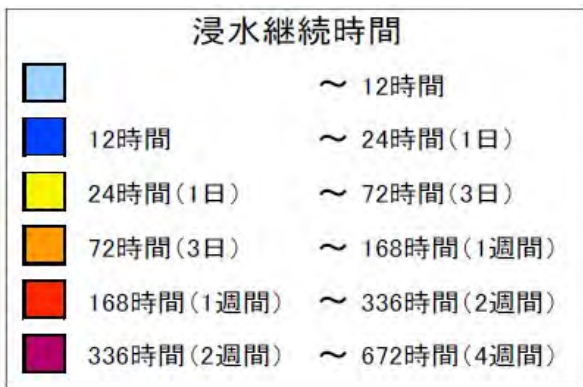 浸水継続時間
～ 12時間
12時間 ～ 24時間(1日)
24時間(1日) ～ 72時間(3日)
72時間(3日) ～ 168時間(1週間)
168時間(1週間) ～ 336時間(2週間)
336時間(2週間) ～ 672時間(4週間)